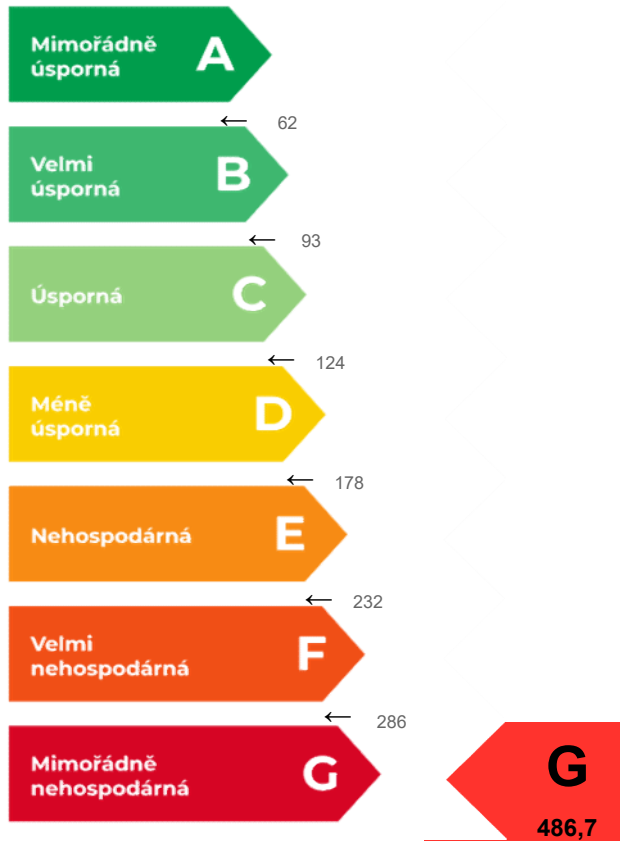 Mimořádně
úsporná
A
← 62
Velmi
úsporná
B
← 93
Úsporná
C
← 124
Méně
úsporná
D
← 178
Nehospodárná
E
← 232
Velmi
nehospodárná
F
← 286
Mimořádně
nehospodárná
G
G
486,7